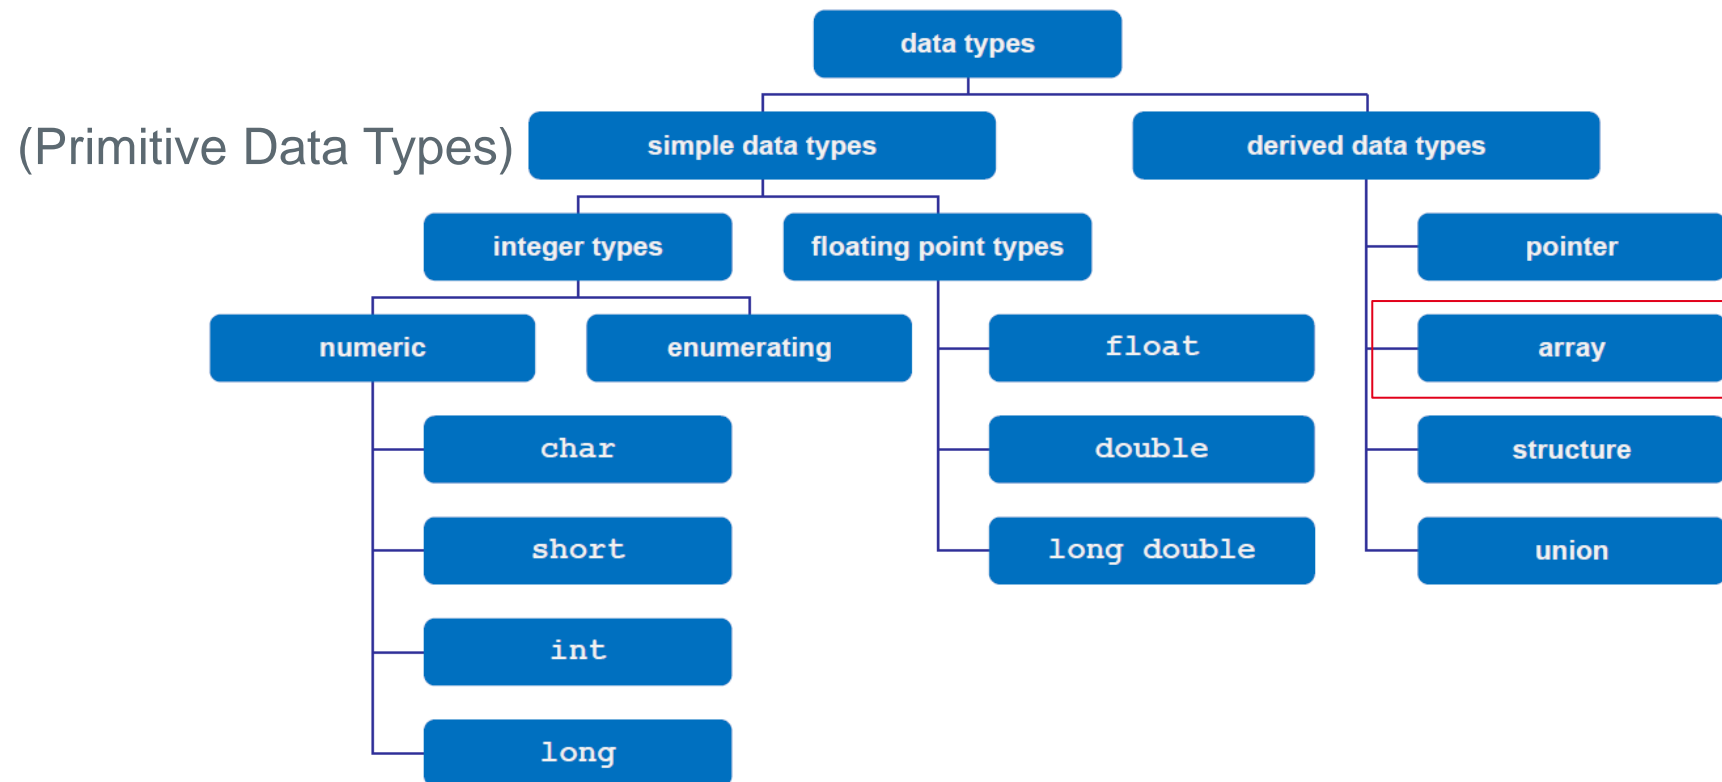 data types
(Primitive Data Types)
simple data types
derived data types
integer types
floating point types
pointer
numeric
enumerating
float
array
char
double
structure
short
long double
union
int
long